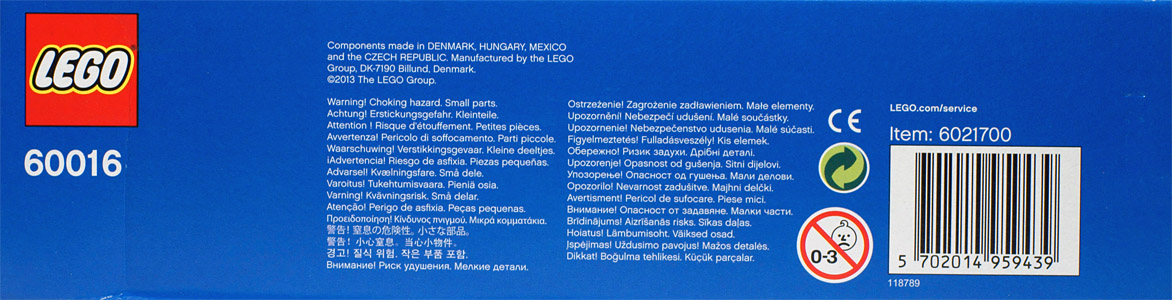 LEGO
60016
Components made in DENMARK, HUNGARY, MEXICO
and the CZECH REPUBLIC. Manufactured by the LEGO
Group, DK-7190 Billund, Denmark.
©2013 The LEGO Group.
Warning! Choking hazard. Small parts.
Achtung! Erstickungsgefahr. Kleinteile.
Attention ! Risque d'étouffement. Petites pièces.
Avvertenza! Pericolo di soffocamento. Parti piccole.
Waarschuwing! Verstikkingsgevaar. Kleine deeltjes.
¡Advertencia! Riesgo de asfixia. Piezas pequeñas.
Advarsel! Kvælningsfare. Små dele.
Varoitus! Tukehtumisvaara. Pieniä osia.
Varning! Kvävningsrisk. Små delar.
Atenção! Perigo de asfixia. Peças pequenas.
Προειδοποίηση! Κίνδυνος πνιγμού. Μικρά κομματάκια.
警告! 窒息の危険性。小さな部品。
警告! 小心窒息。当心小物件。
경고! 질식 위험. 작은 부품 포함.
Внимание! Риск удушения. Мелкие детали.
Ostrzeżenie! Zagrożenie zadławieniem. Małe elementy.
Upozornění! Nebezpečí udušení. Malé součástky.
Upozornenie! Nebezpečenstvo udusenia. Malé súčasti.
Figyelmeztetés! Fulladásveszély! Kis elemek.
Обережно! Ризик задухи. Дрібні деталі.
Upozorenje! Opasnost od gušenja. Sitni dijelovi.
Упозорење! Опасност од гушења. Мали делови.
Opozorilo! Nevarnost zadušitve. Majhni delčki.
Avertisment! Pericol de sufocare. Piese mici.
Внимание! Опасност от задавяне. Малки части.
Brīdinājums! Aizrīšanās risks. Sīkas daļas.
Hoiatus! Lämbumisoht. Väiksed osad.
Įspėjimas! Uždusimo pavojus! Mažos detalės.
Dikkat! Boğulma tehlikesi. Küçük parçalar.
CE
0-3
LEGO.com/service
Item: 6021700
5 702014 959439
118789